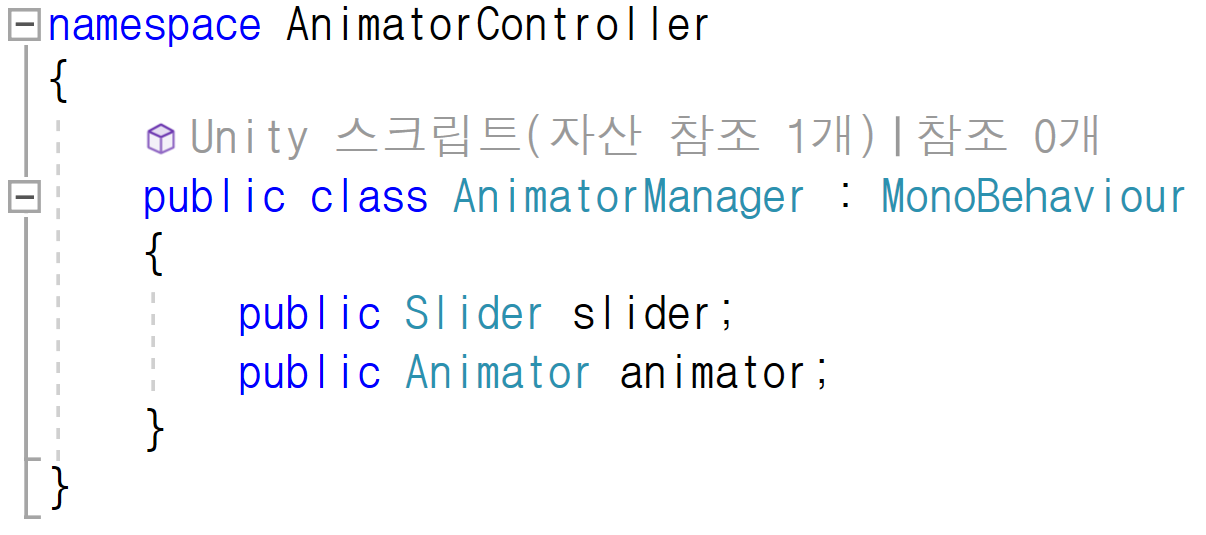 namespace AnimatorController
{
Unity 스크립트(자산 참조 1개)|참조 0개
public class AnimatorManager : MonoBehaviour
{
public Slider slider;
public Animator animator;
}
}